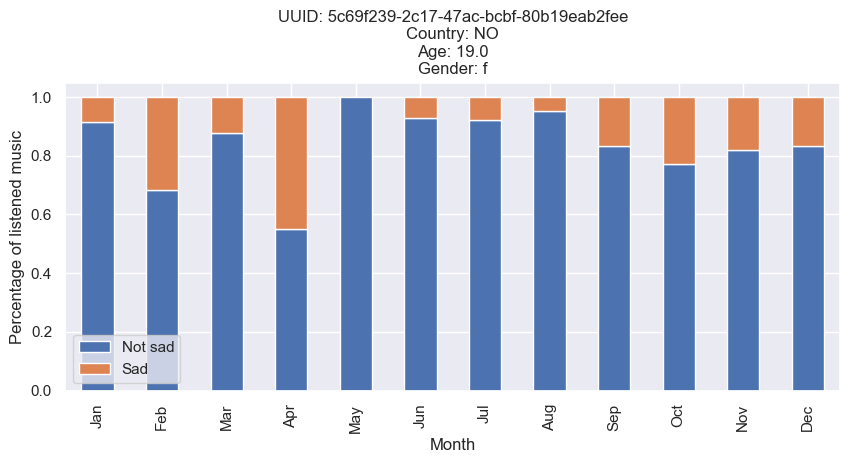 UUID: 5c69f239-2c17-47ac-bcbf-80b19eab2fee
Country: NO
Age: 19.0
Gender: f
Percentage of listened music
1.0
0.8
0.6
0.4
0.2
0.0
Not sad
Sad
Jan
Feb
Mar
Apr
May
Jun
Jul
Aug
Sep
Oct
Nov
Dec
Month